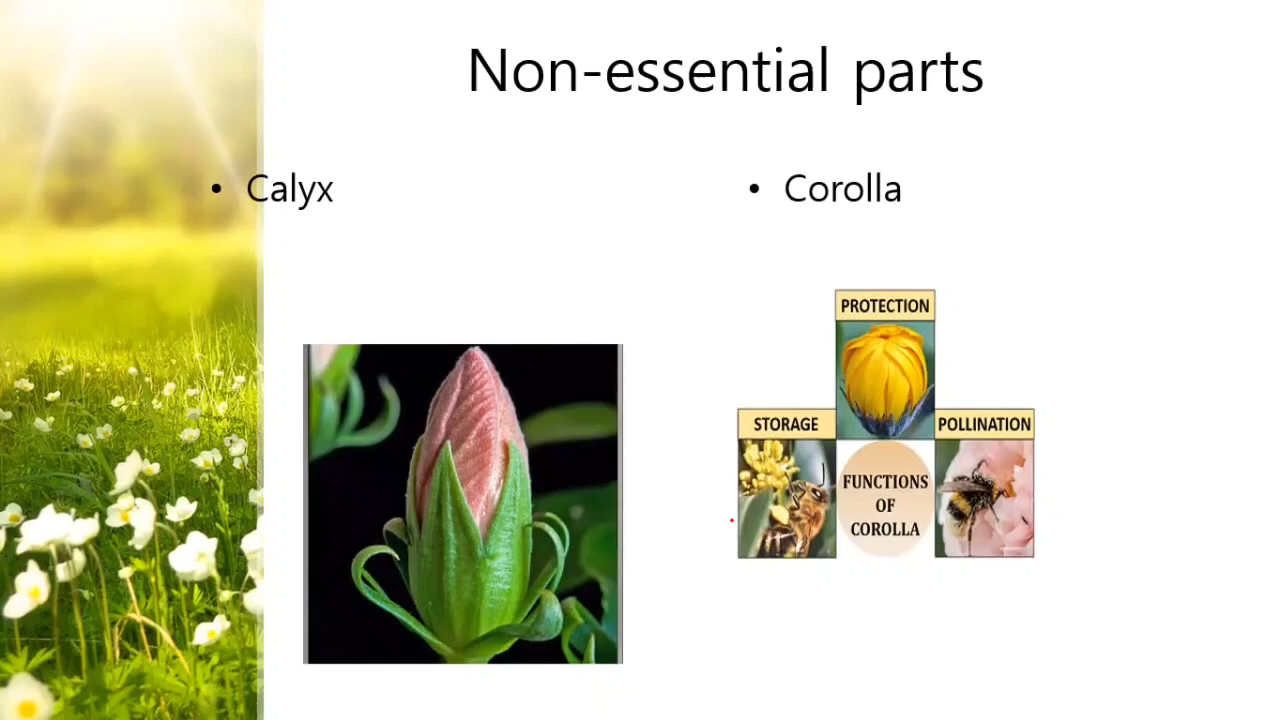 Non-essential parts
• Calyx
• Corolla
PROTECTION
STORAGE
POLLINATION
FUNCTIONS
OF
COROLLA